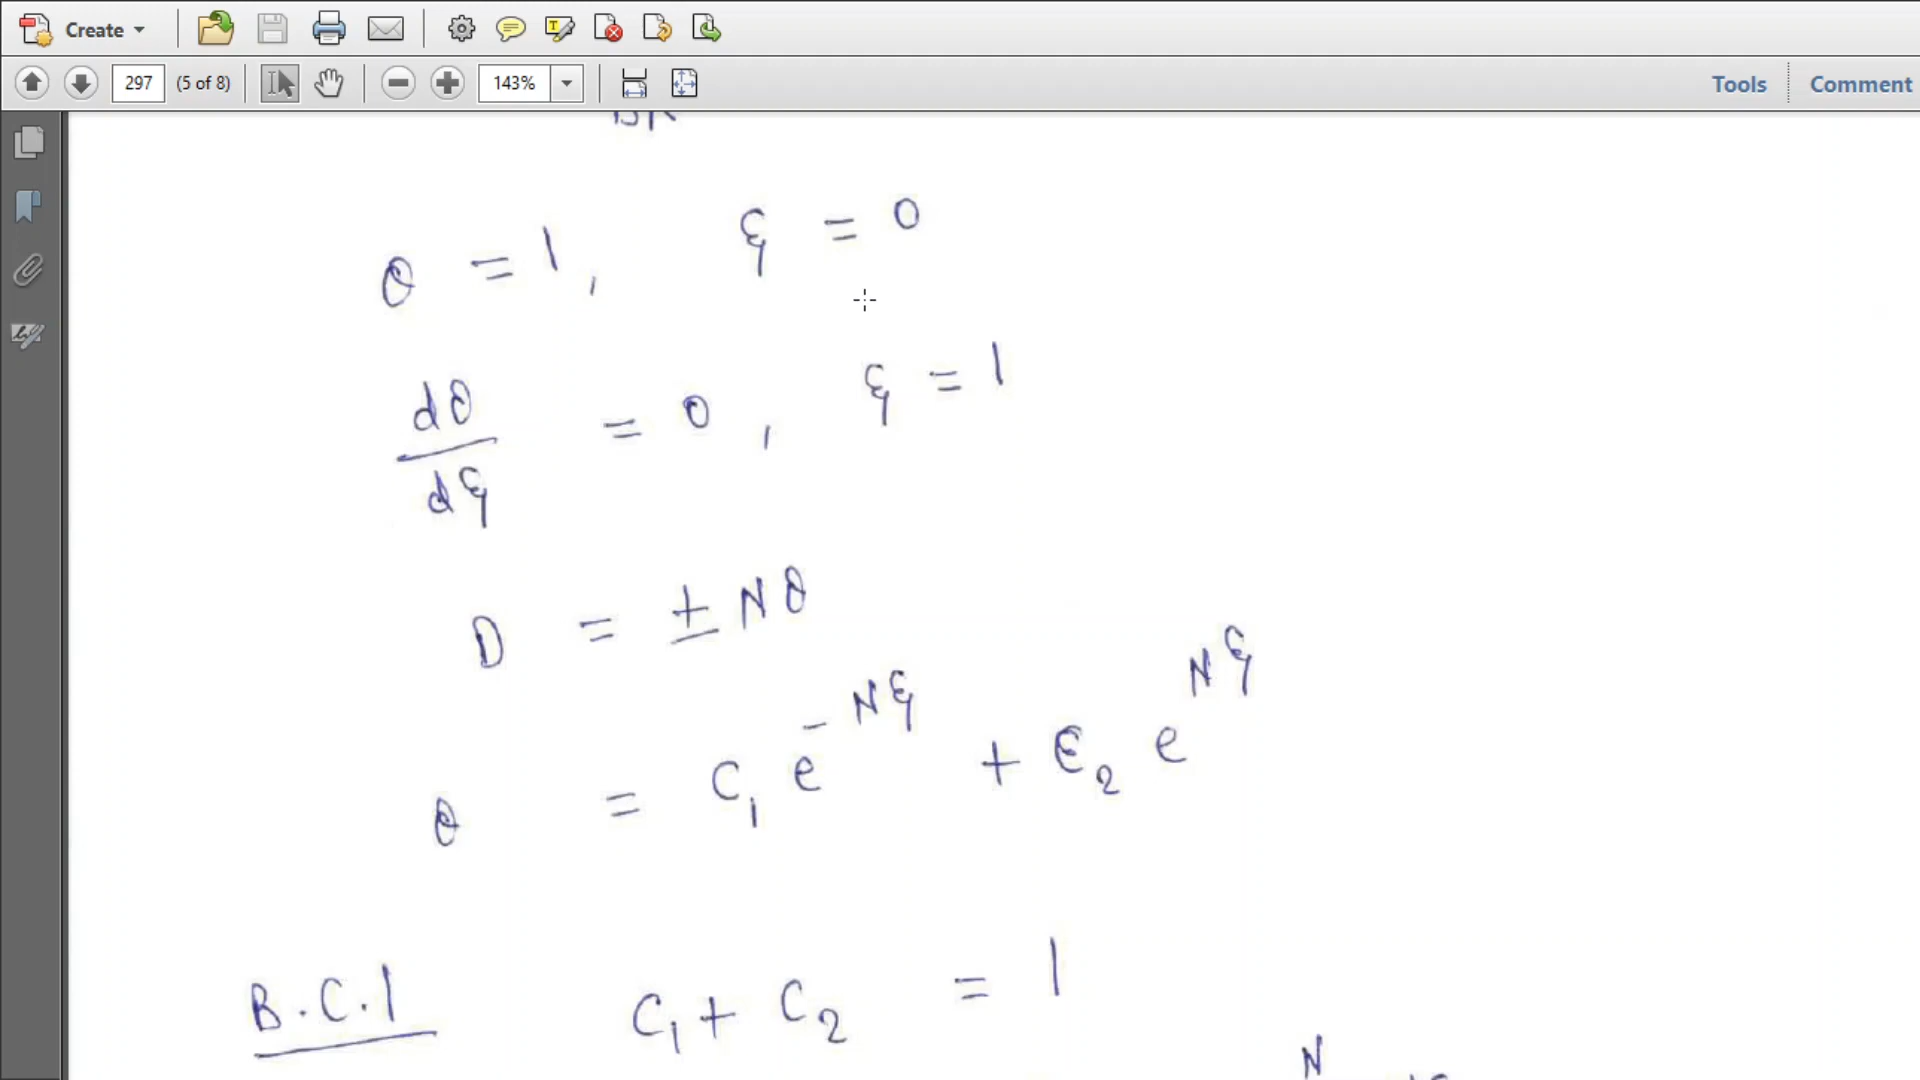 Create
297 (5 of 8) 143% Tools Comment
θ = 1, ξ = 0
dθ/dξ = 0, ξ = 1
D = ± Nθ
θ = C₁ e^{-Nξ} + C₂ e^{Nξ}
B.C.1 C₁ + C₂ = 1
N